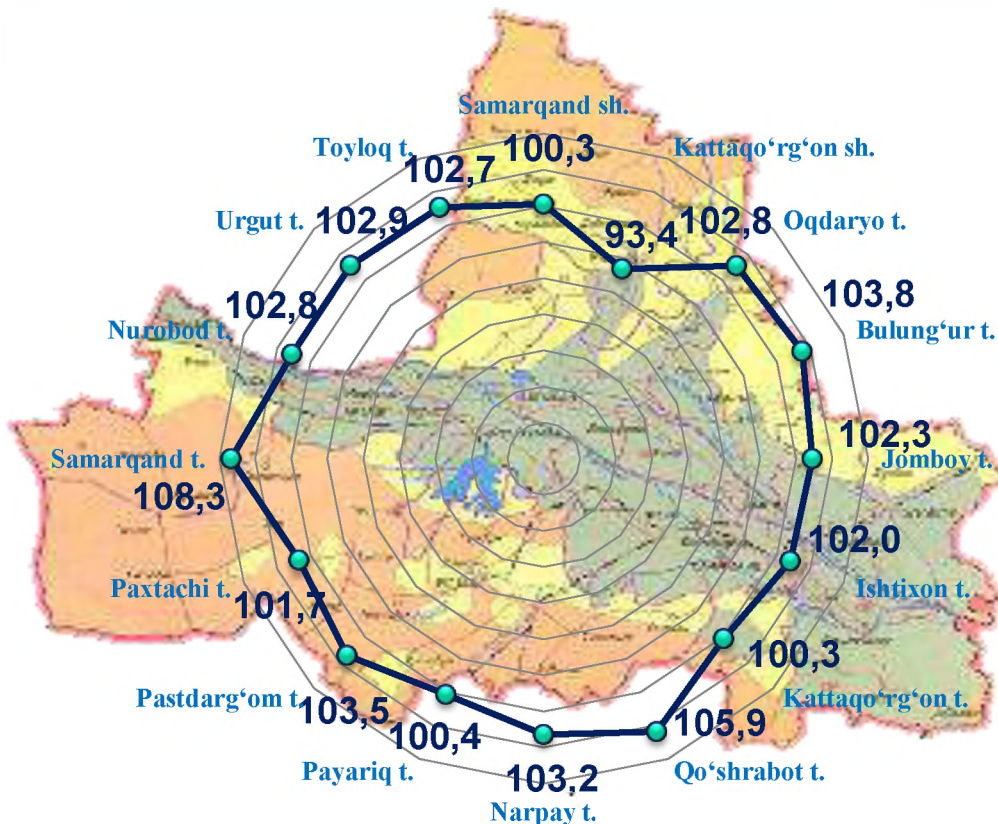 Samarqand sh.
100,3
Kattaqo‘rg‘on sh.
93,4
Oqdaryo t.
102,8
Bulung‘ur t.
103,8
Jomboy t.
102,3
Ishtixon t.
102,0
Kattaqo‘rg‘on t.
100,3
Qo‘shrabot t.
105,9
Narpay t.
103,2
Payariq t.
100,4
Pastdarg‘om t.
103,5
Paxtachi t.
101,7
Samarqand t.
108,3
Nurobod t.
102,8
Urgut t.
102,9
Toyloq t.
102,7